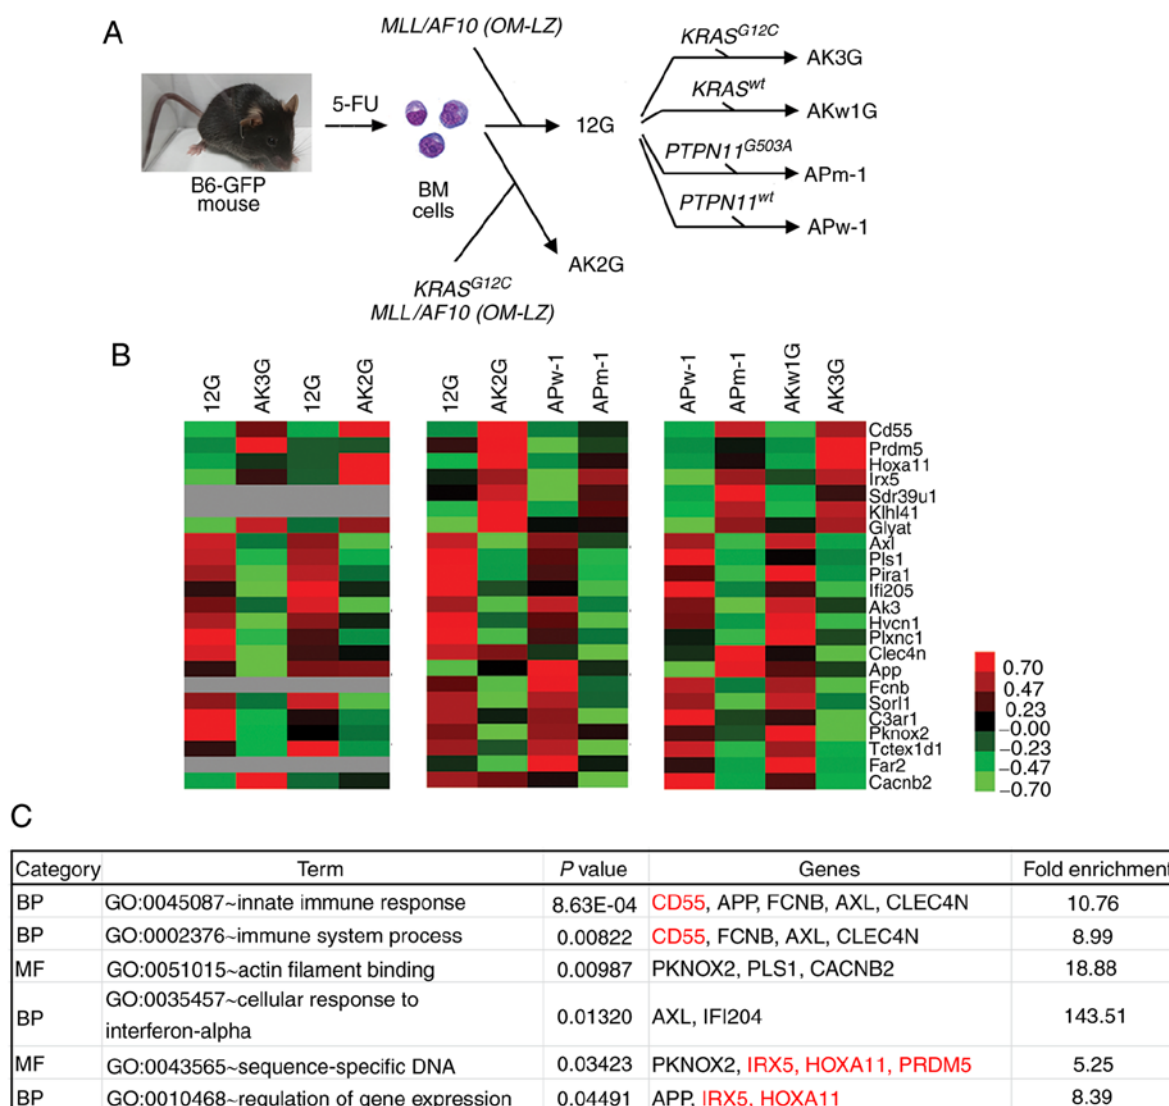 A
MLL/AF10 (OM-LZ)
KRASG12C
AK3G
5-FU
KRASwt
12G
AKw1G
PTPN11G503A
APm-1
B6-GFP
mouse
BM
cells
PTPN11wt
APw-1
AK2G
KRASG12C
MLL/AF10 (OM-LZ)
B
12G AK3G 12G AK2G 12G AK2G APw-1 APm-1 APw-1 APm-1 AKw1G AK3G
Cd55
Prdm5
Hoxa11
Irx5
Sdr39u1
Klhl41
Glyat
Axl
Pls1
Pira1
Ifi205
Ak3
Hvcn1
Plxnc1
Clec4n
App
Fcnb
Sorl1
C3ar1
Pknox2
Tctex1d1
Far2
Cacnb2
0.70
0.47
0.23
−0.00
−0.23
−0.47
−0.70
C
Category Term P value Genes Fold enrichment
BP GO:0045087~innate immune response 8.63E-04 CD55, APP, FCNB, AXL, CLEC4N 10.76
BP GO:0002376~immune system process 0.00822 CD55, FCNB, AXL, CLEC4N 8.99
MF GO:0051015~actin filament binding 0.00987 PKNOX2, PLS1, CACNB2 18.88
BP GO:0035457~cellular response to
interferon-alpha 0.01320 AXL, IFI204 143.51
MF GO:0043565~sequence-specific DNA 0.03423 PKNOX2, IRX5, HOXA11, PRDM5 5.25
BP GO:0010468~regulation of gene expression 0.04491 APP, IRX5, HOXA11 8.39